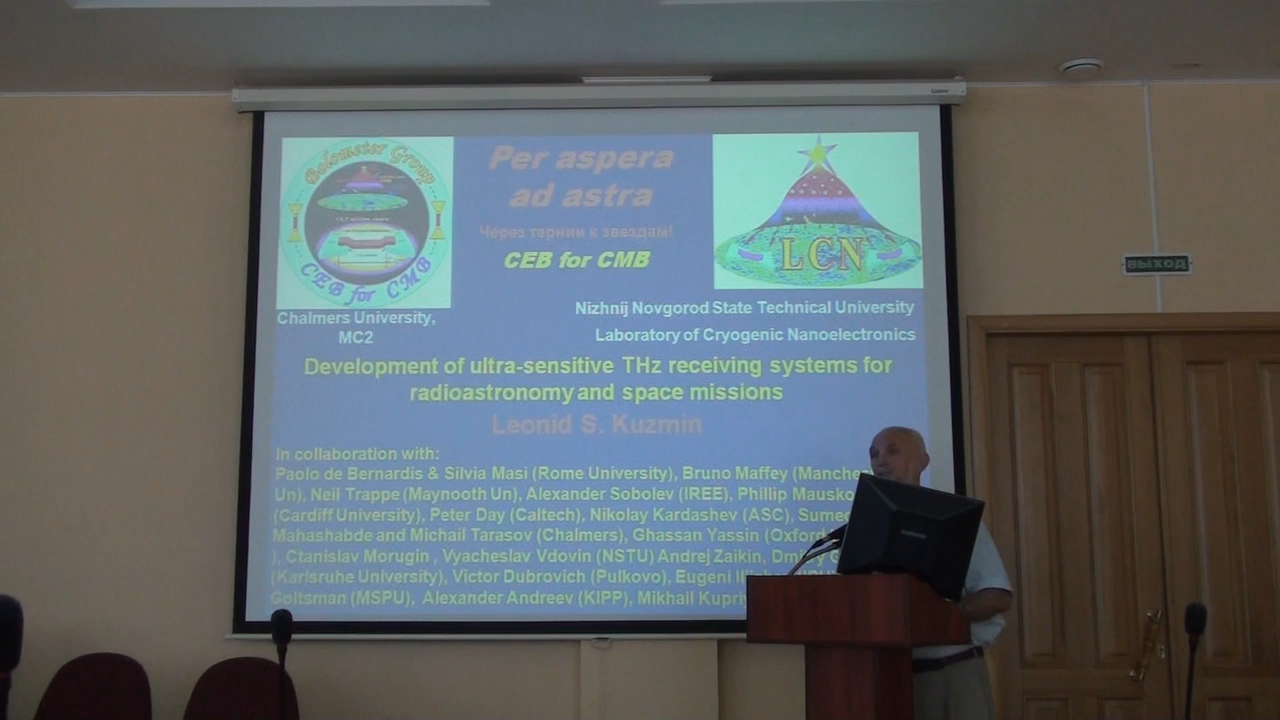 Bolometer Group
CEB for CMB
Per aspera
ad astra
Через тернии к звездам!
CEB for CMB
LCN
Chalmers University,
MC2
Nizhnij Novgorod State Technical University
Laboratory of Cryogenic Nanoelectronics
Development of ultra-sensitive THz receiving systems for
radioastronomy and space missions
Leonid S. Kuzmin
In collaboration with:
Paolo de Bernardis & Silvia Masi (Rome University), Bruno Maffey
Un), Neil Trappe (Maynooth Un), Alexander Sobolev (IREE), Phillip
(Cardiff University), Peter Day (Caltech), Nikolay Kardashev (ASC),
Mahashabde and Michail Tarasov (Chalmers), Ghassan Yassin
), Ctanislav Morugin , Vyacheslav Vdovin (NSTU) Andrej Zaikin,
(Karlsruhe University), Victor Dubrovich (Pulkovo), Eugeni
Goltsman (MSPU), Alexander Andreev (KIPP), Mikhail
ВЫХОД